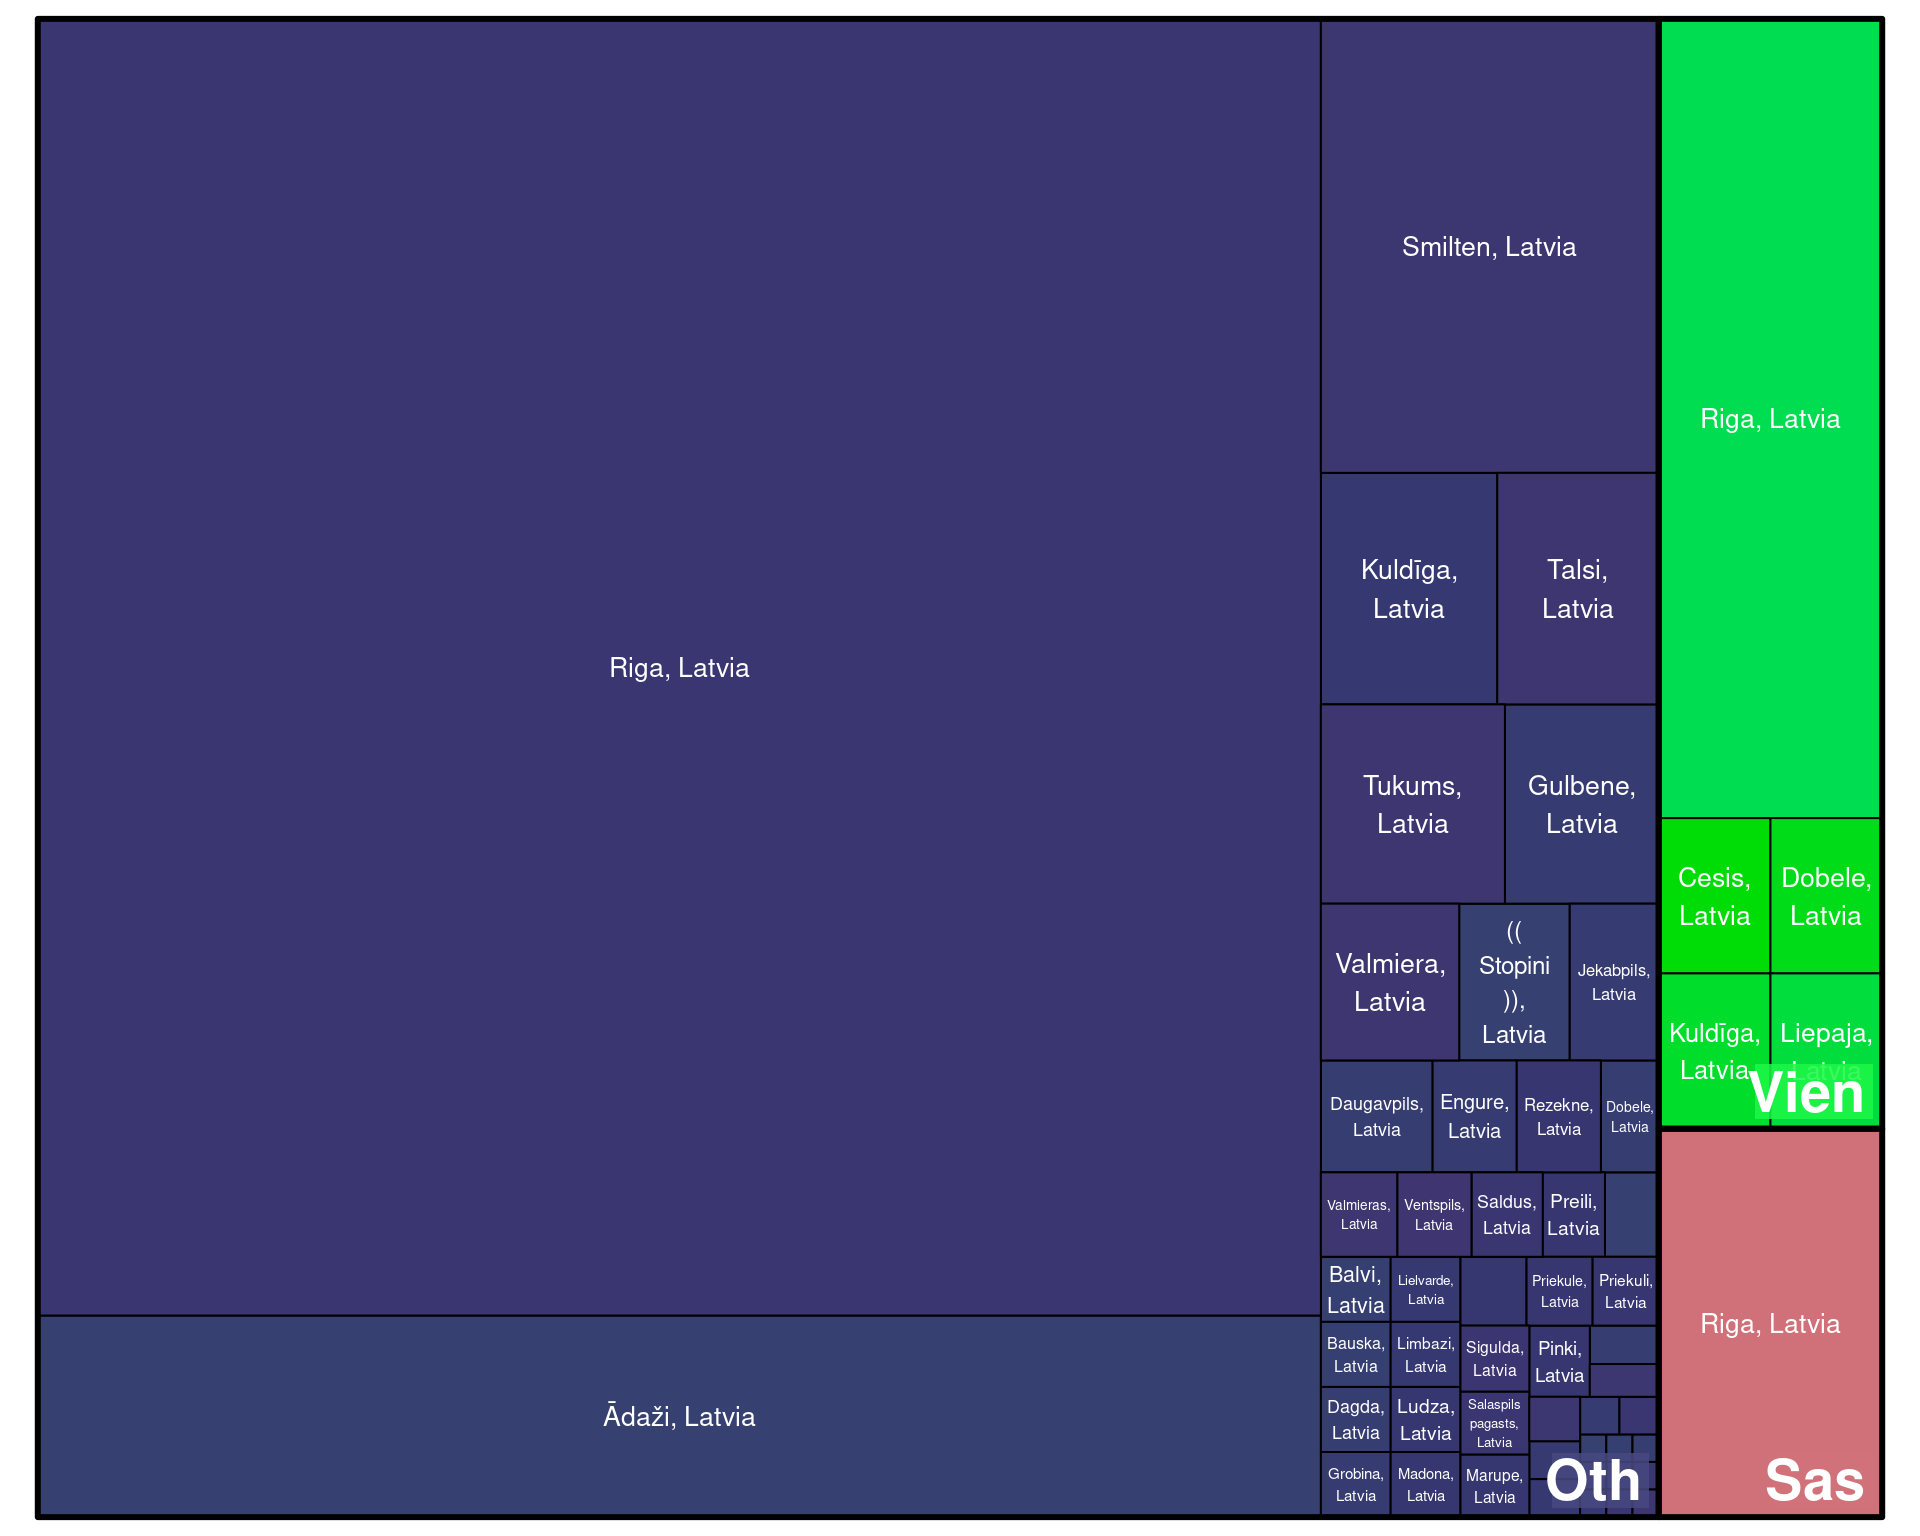 Riga, Latvia
Ādaži, Latvia
Smilten, Latvia
Kuldīga,
Latvia
Talsi,
Latvia
Tukums,
Latvia
Gulbene,
Latvia
Valmiera,
Latvia
((
Stopini
)),
Latvia
Jekabpils,
Latvia
Daugavpils,
Latvia
Engure,
Latvia
Rezekne,
Latvia
Dobele,
Latvia
Valmieras,
Latvia
Ventspils,
Latvia
Saldus,
Latvia
Preili,
Latvia
Balvi,
Latvia
Lielvarde,
Latvia
Priekule,
Latvia
Priekuli,
Latvia
Bauska,
Latvia
Limbazi,
Latvia
Sigulda,
Latvia
Pinki,
Latvia
Dagda,
Latvia
Ludza,
Latvia
Salaspils
pagasts,
Latvia
Grobina,
Latvia
Madona,
Latvia
Marupe,
Latvia
Oth
Riga, Latvia
Cesis,
Latvia
Dobele,
Latvia
Kuldīga,
Latvia
Liepaja,
Latvia
Vien
Riga, Latvia
Sas